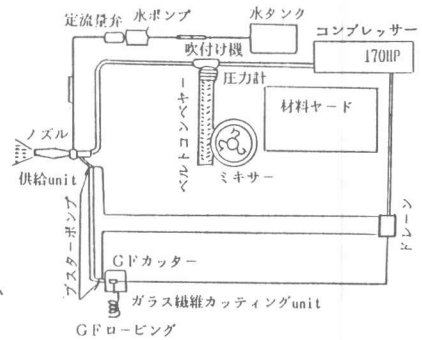 定流量弁
水ポンプ
水タンク
コンプレッサー
170HP
吹付け機
圧力計
ベルトコンベヤー
材料ヤード
ミキサー
ノズル
供給unit
ブスターポンプ
ドレーン
GFカッター
ガラス繊維カッティングunit
GFロービング